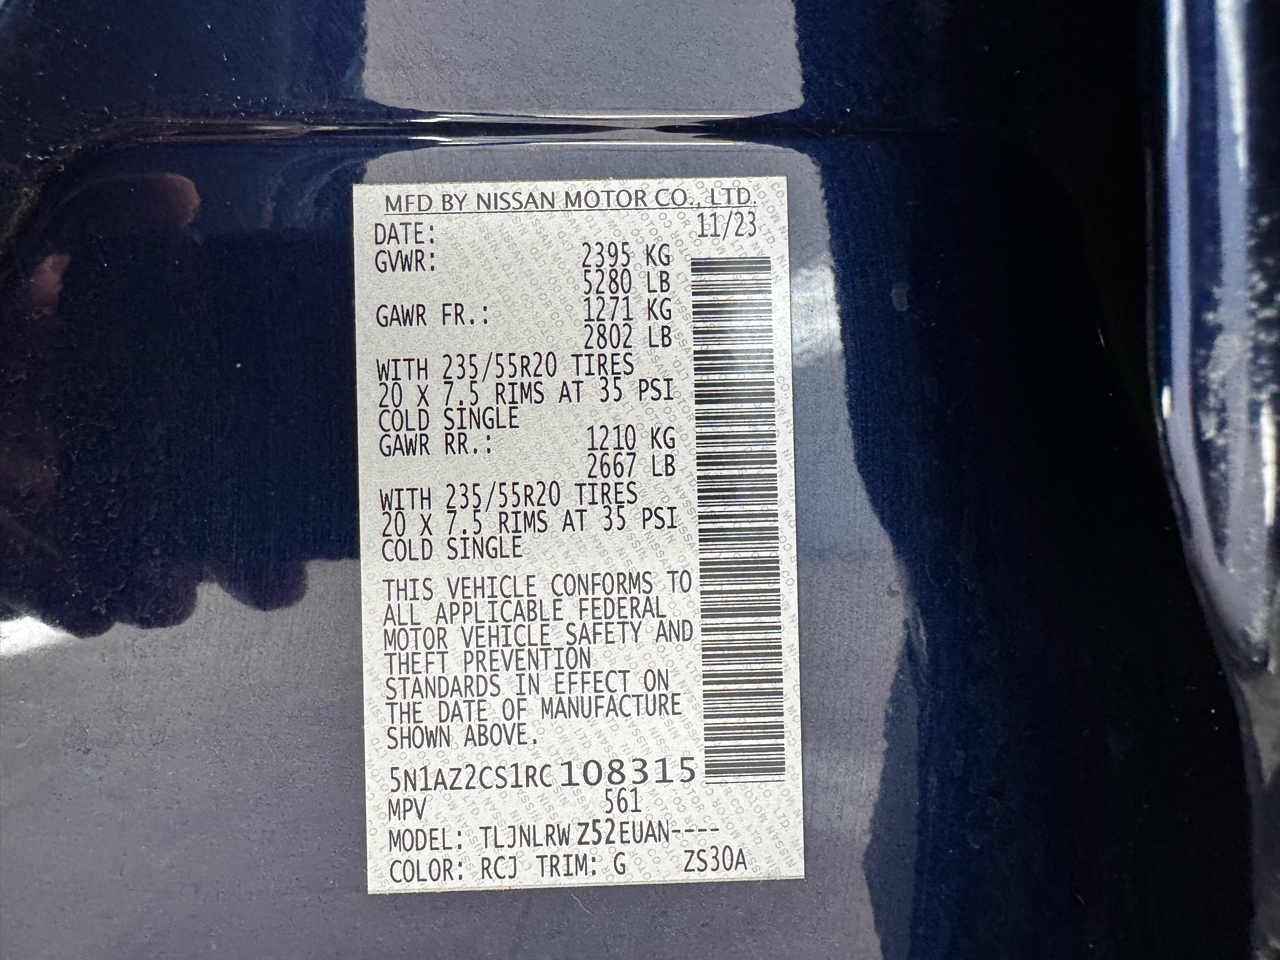 MFD BY NISSAN MOTOR CO., LTD.
DATE: 11/23
GVWR: 2395 KG
5280 LB
GAWR FR.: 1271 KG
2802 LB
WITH 235/55R20 TIRES
20 X 7.5 RIMS AT 35 PSI
COLD SINGLE
GAWR RR.: 1210 KG
2667 LB
WITH 235/55R20 TIRES
20 X 7.5 RIMS AT 35 PSI
COLD SINGLE
THIS VEHICLE CONFORMS TO
ALL APPLICABLE FEDERAL
MOTOR VEHICLE SAFETY AND
THEFT PREVENTION
STANDARDS IN EFFECT ON
THE DATE OF MANUFACTURE
SHOWN ABOVE.
5N1AZ2CS1RC108315
MPV 561
MODEL: TLJNLRWZ52EUAN----
COLOR: RCJ TRIM: G ZS30A